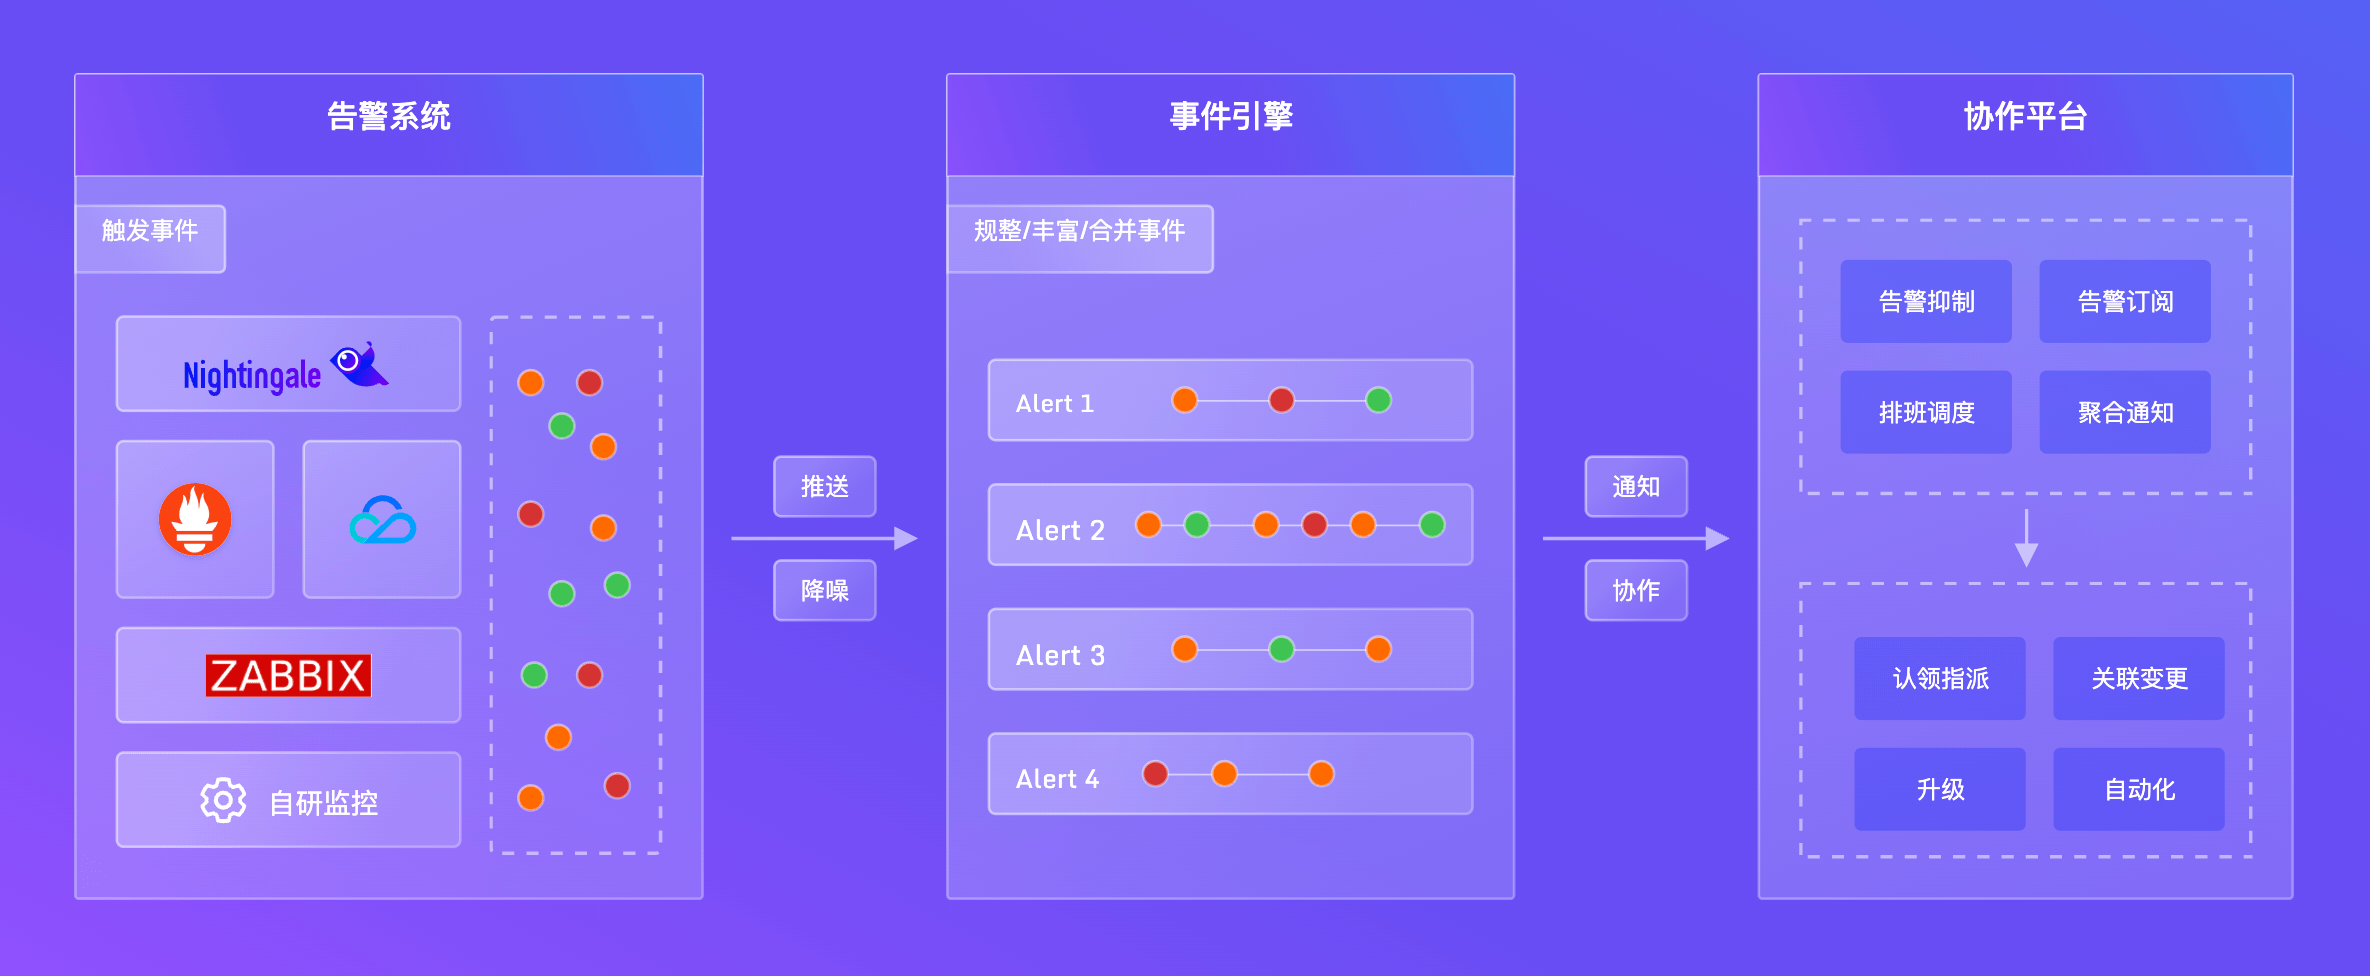 告警系统
触发事件
Nightingale
ZABBIX
自研监控
推送
降噪
事件引擎
规整/丰富/合并事件
Alert 1
Alert 2
Alert 3
Alert 4
通知
协作
协作平台
告警抑制
告警订阅
排班调度
聚合通知
认领指派
关联变更
升级
自动化